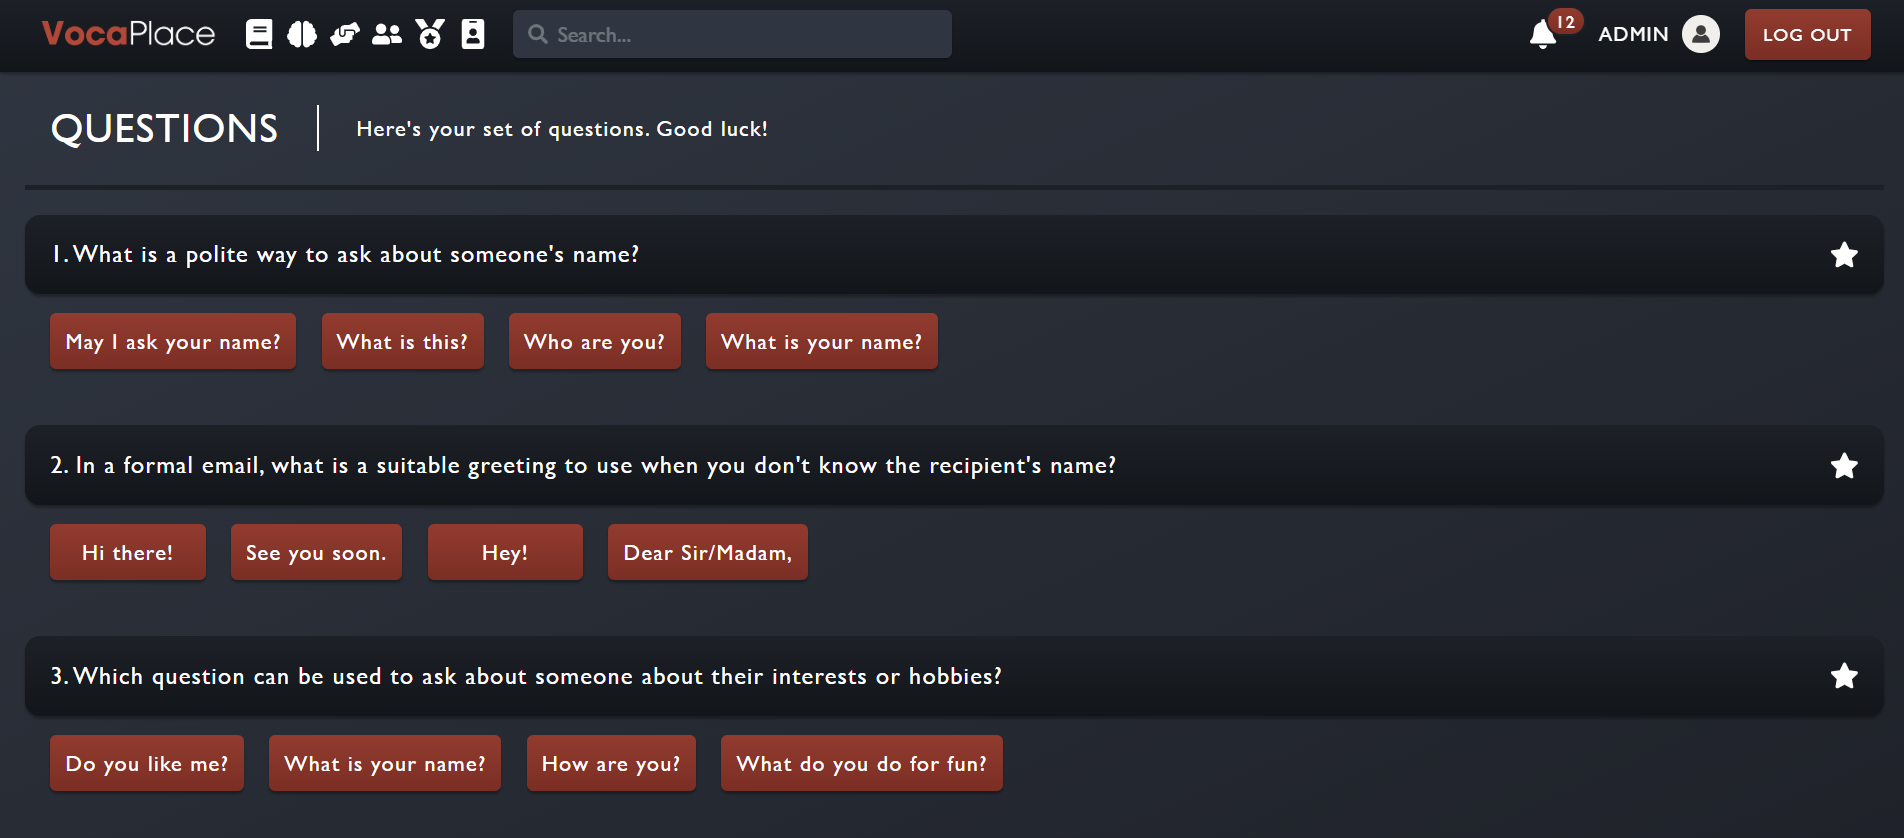 VocaPlace
Search...
12
ADMIN
LOG OUT
QUESTIONS
Here's your set of questions. Good luck!
1. What is a polite way to ask about someone's name?
May I ask your name?
What is this?
Who are you?
What is your name?
2. In a formal email, what is a suitable greeting to use when you don't know the recipient's name?
Hi there!
See you soon.
Hey!
Dear Sir/Madam,
3. Which question can be used to ask about someone about their interests or hobbies?
Do you like me?
What is your name?
How are you?
What do you do for fun?